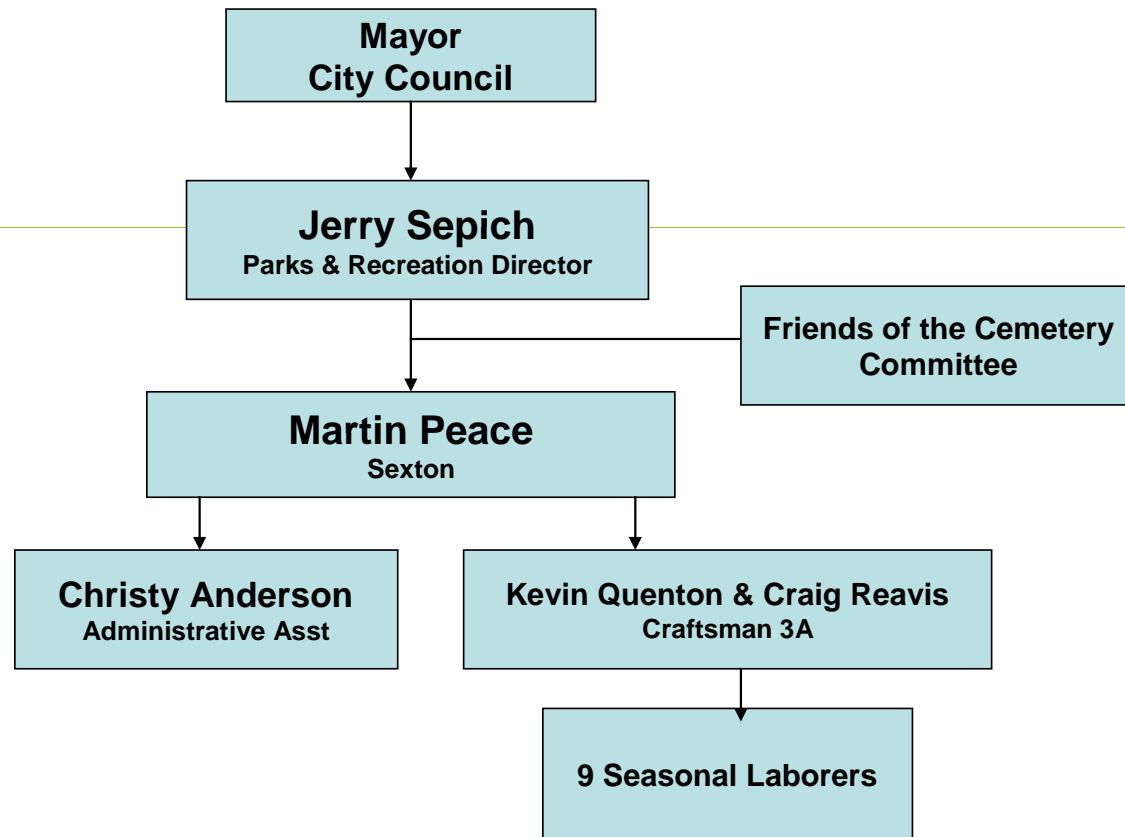 Mayor
City Council
Jerry Sepich
Parks & Recreation Director
Friends of the Cemetery
Committee
Martin Peace
Sexton
Christy Anderson
Administrative Asst
Kevin Quenton & Craig Reavis
Craftsman 3A
9 Seasonal Laborers